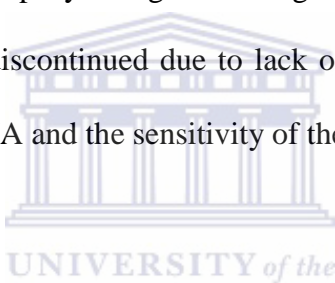 discontinued due to lack o
A and the sensitivity of the
UNIVERSITY of the